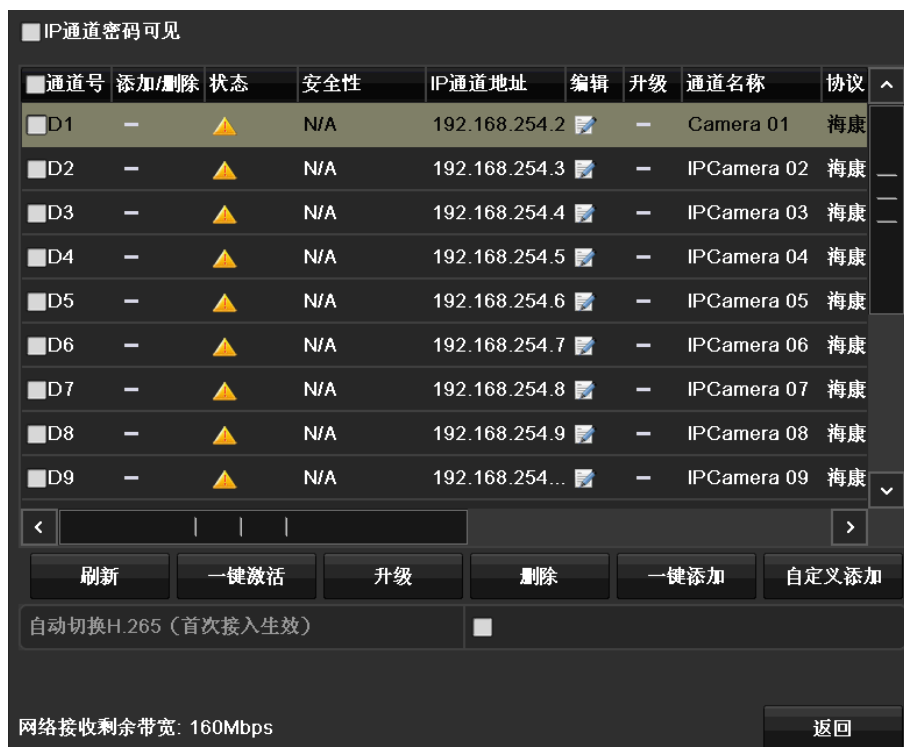 IP通道密码可见
通道号 添加/删除 状态 安全性 IP通道地址 编辑 升级 通道名称 协议
D1 – N/A 192.168.254.2 – Camera 01 海康
D2 – N/A 192.168.254.3 – IPCamera 02 海康
D3 – N/A 192.168.254.4 – IPCamera 03 海康
D4 – N/A 192.168.254.5 – IPCamera 04 海康
D5 – N/A 192.168.254.6 – IPCamera 05 海康
D6 – N/A 192.168.254.7 – IPCamera 06 海康
D7 – N/A 192.168.254.8 – IPCamera 07 海康
D8 – N/A 192.168.254.9 – IPCamera 08 海康
D9 – N/A 192.168.254... – IPCamera 09 海康
刷新 一键激活 升级 删除 一键添加 自定义添加
自动切换H.265（首次接入生效）
网络接收剩余带宽: 160Mbps 返回